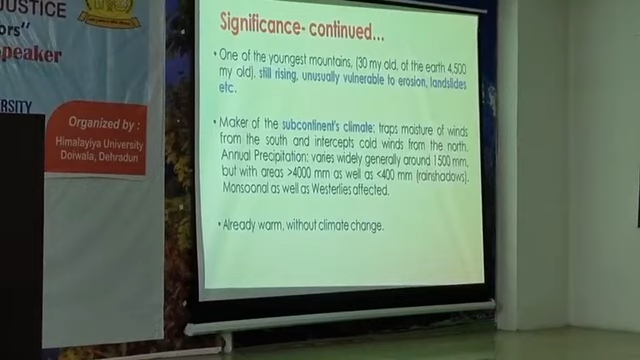 JUSTICE
ors"
peaker
ERSITY
Organized by :
Himalayiya University
Doiwala, Dehradun
Significance- continued...
• One of the youngest mountains, (30 my old, of the earth 4,500
my old), still rising, unusually vulnerable to erosion, landslides
etc.
• Maker of the subcontinent's climate: traps moisture of winds
from the south and intercepts cold winds from the north.
Annual Precipitation: varies widely generally around 1500 mm,
but with areas >4000 mm as well as <400 mm (rainshadows).
Monsoonal as well as Westerlies affected.
• Already warm, without climate change.